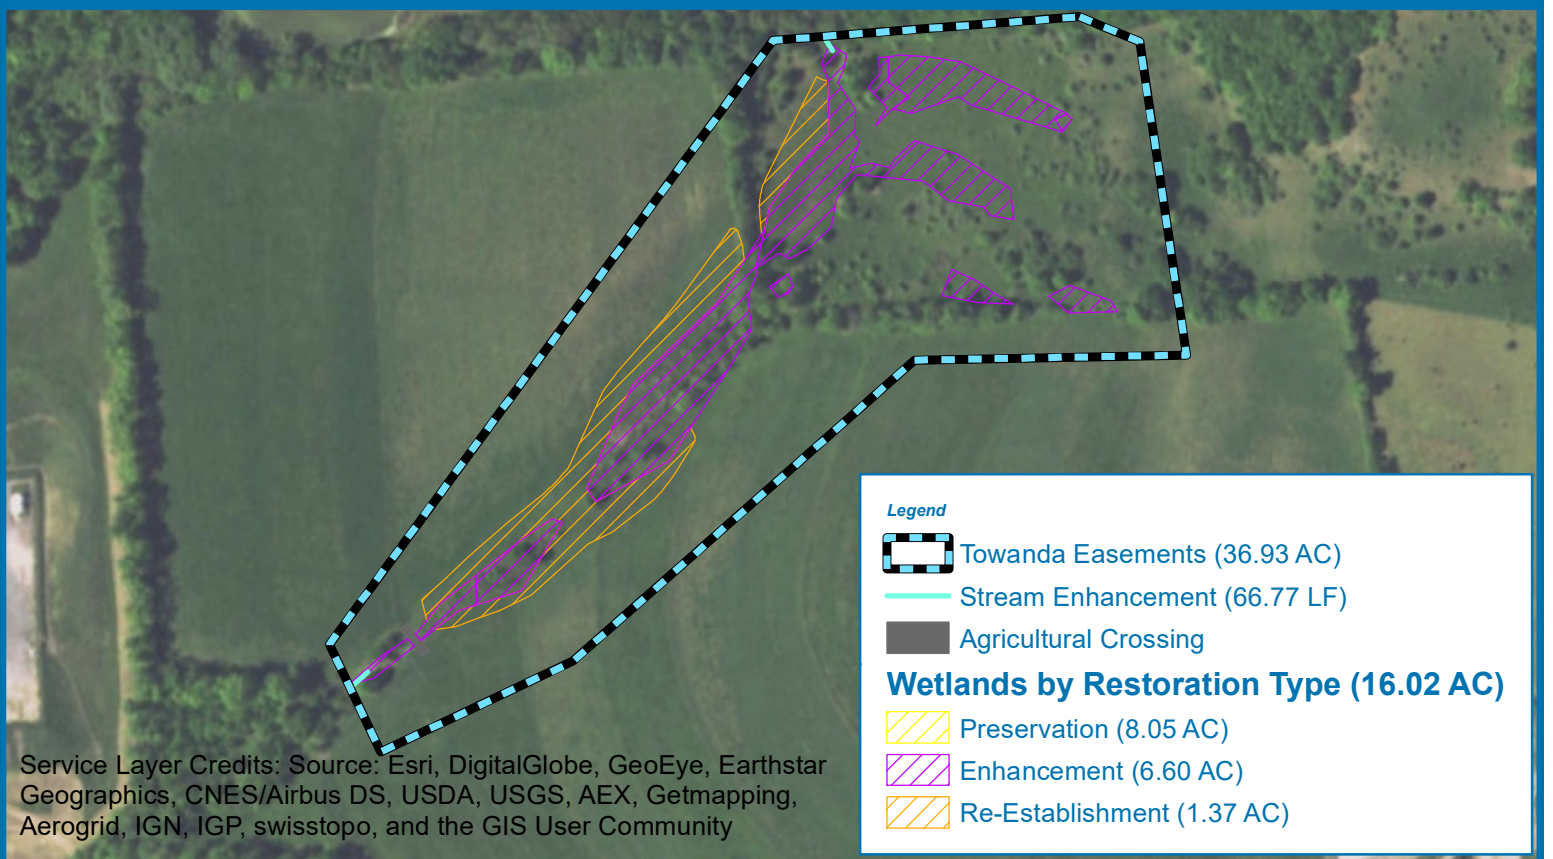 Legend
Towanda Easements (36.93 AC)
Stream Enhancement (66.77 LF)
Agricultural Crossing
Wetlands by Restoration Type (16.02 AC)
Preservation (8.05 AC)
Enhancement (6.60 AC)
Re-Establishment (1.37 AC)
Service Layer Credits: Source: Esri, DigitalGlobe, GeoEye, Earthstar
Geographics, CNES/Airbus DS, USDA, USGS, AEX, Getmapping,
Aerogrid, IGN, IGP, swisstopo, and the GIS User Community